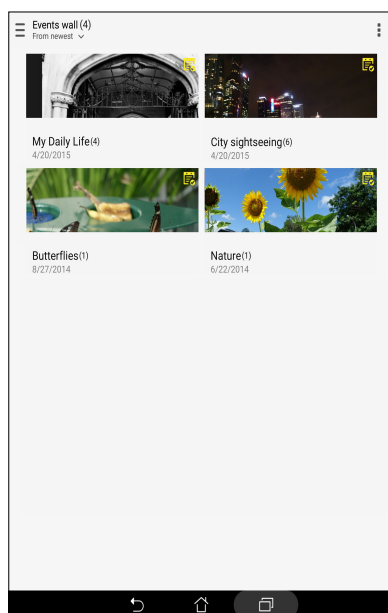 Events wall (4)
From newest
My Daily Life(4)
4/20/2015
City sightseeing(6)
4/20/2015
Butterflies(1)
8/27/2014
Nature(1)
6/22/2014